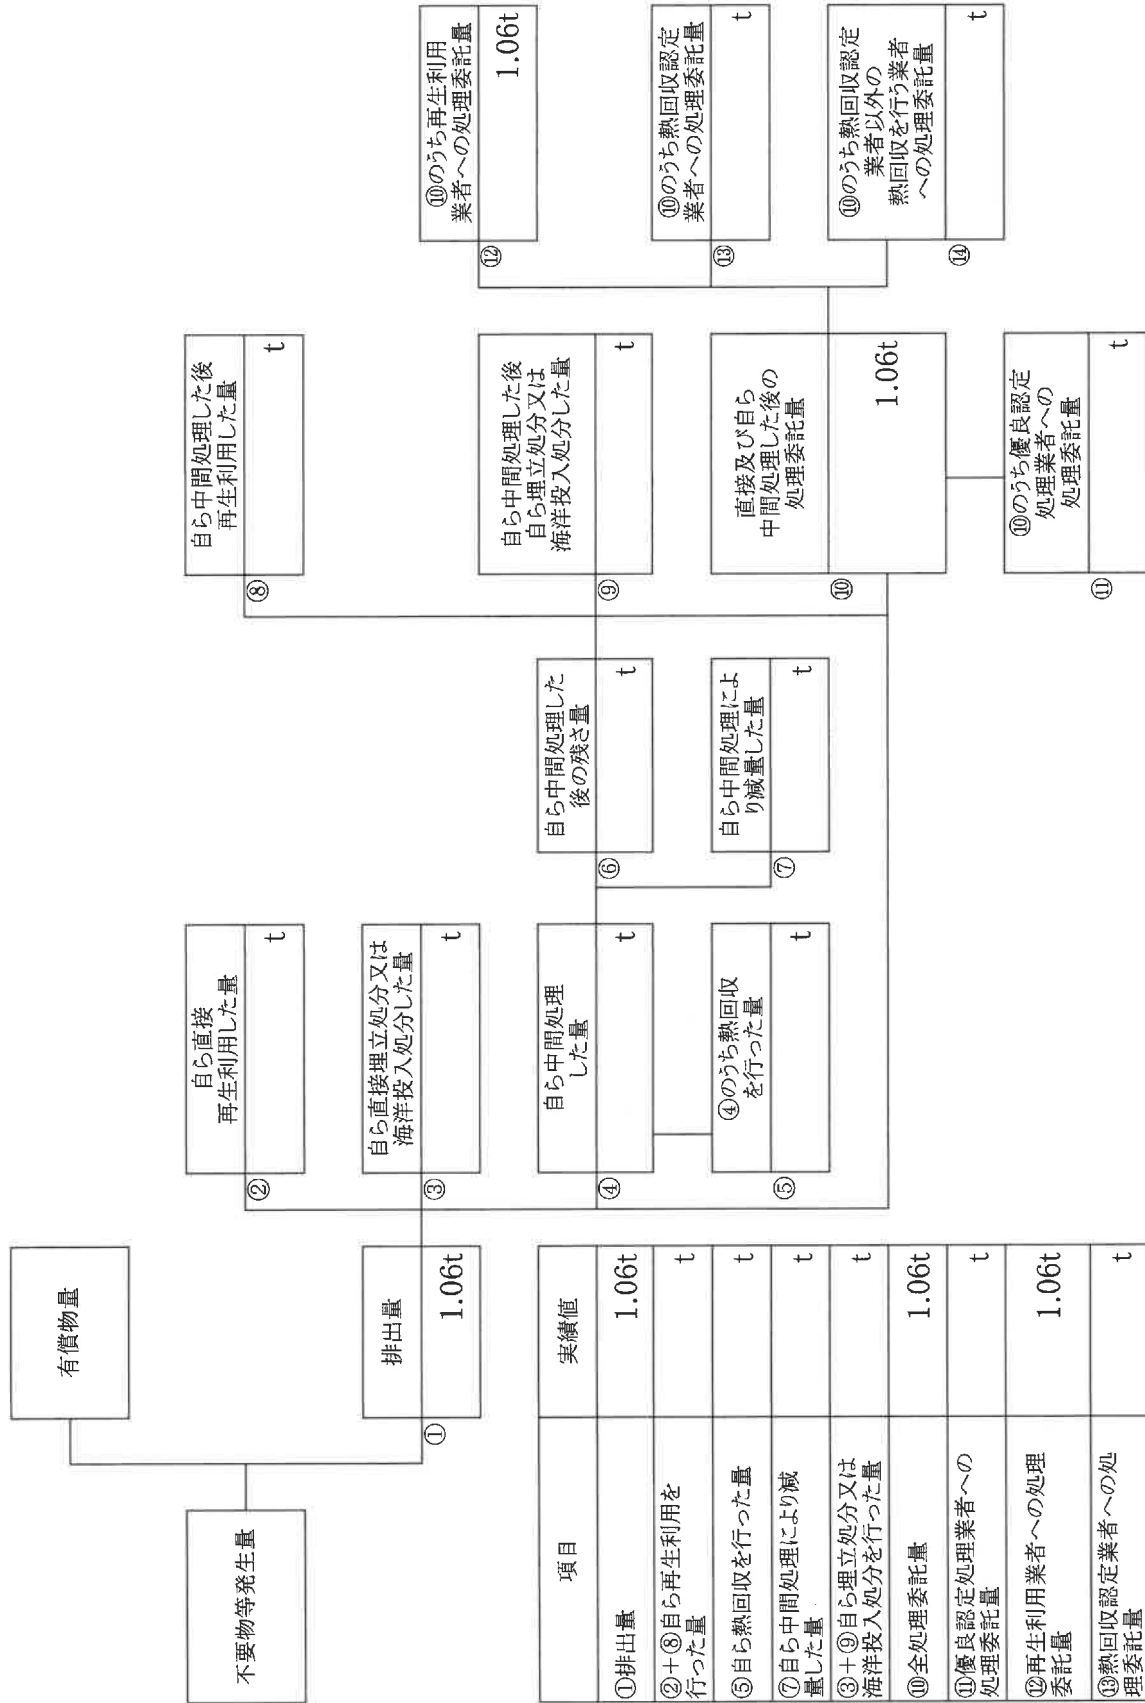 不要物等発生量
有償物量
排出量
①
1.06t
自ら直接
再生利用した量
②
t
自ら直接埋立処分又は
海洋投入処分した量
③
t
自ら中間処理
した量
④
t
④のうち熱回収
を行った量
⑤
t
自ら中間処理した
後の残さ量
⑥
t
自ら中間処理によ
り減量した量
⑦
t
自ら中間処理した後
再生利用した量
⑧
t
自ら中間処理した後
自ら埋立処分又は
海洋投入処分した量
⑨
t
直接及び自ら
中間処理した後の
処理委託量
⑩
1.06t
⑩のうち優良認定
処理業者への
処理委託量
⑪
t
⑩のうち再生利用
業者への処理委託量
⑫
1.06t
⑩のうち熱回収認定
業者への処理委託量
⑬
t
⑩のうち熱回収認定
業者以外の
熱回収を行う業者
への処理委託量
⑭
t
項目
実績値
①排出量
1.06t
②+⑧自ら再生利用を
行った量
t
⑤自ら熱回収を行った量
t
⑦自ら中間処理により減
量した量
t
③+⑨自ら埋立処分又は
海洋投入処分を行った量
t
⑩全処理委託量
1.06t
⑪優良認定処理業者への
処理委託量
t
⑫再生利用業者への処理
委託量
1.06t
⑬熱回収認定業者への処
理委託量
t